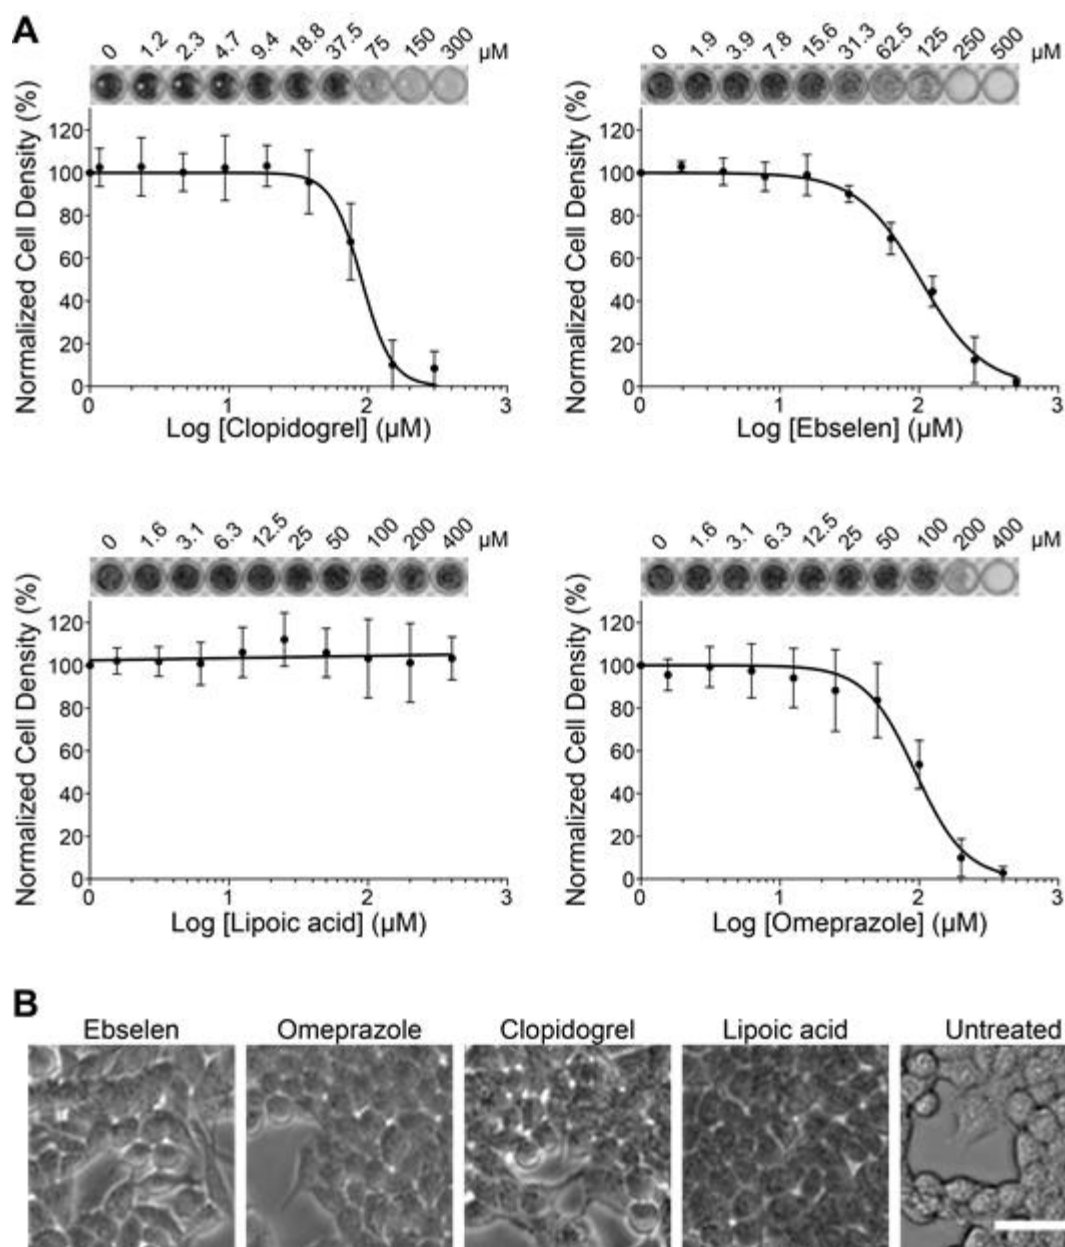 A
0 1.2 2.3 4.7 9.4 18.8 37.5 75 150 300 µM
Normalized Cell Density (%)
120
100
80
60
40
20
0
0 1 2 3
Log [Clopidogrel] (µM)
0 1.9 3.9 7.8 15.6 31.3 62.5 125 250 500 µM
Normalized Cell Density (%)
120
100
80
60
40
20
0
0 1 2 3
Log [Ebselen] (µM)
0 1.6 3.1 6.3 12.5 25 50 100 200 400 µM
Normalized Cell Density (%)
120
100
80
60
40
20
0
0 1 2 3
Log [Lipoic acid] (µM)
0 1.6 3.1 6.3 12.5 25 50 100 200 400 µM
Normalized Cell Density (%)
120
100
80
60
40
20
0
0 1 2 3
Log [Omeprazole] (µM)
B
Ebselen Omeprazole Clopidogrel Lipoic acid Untreated